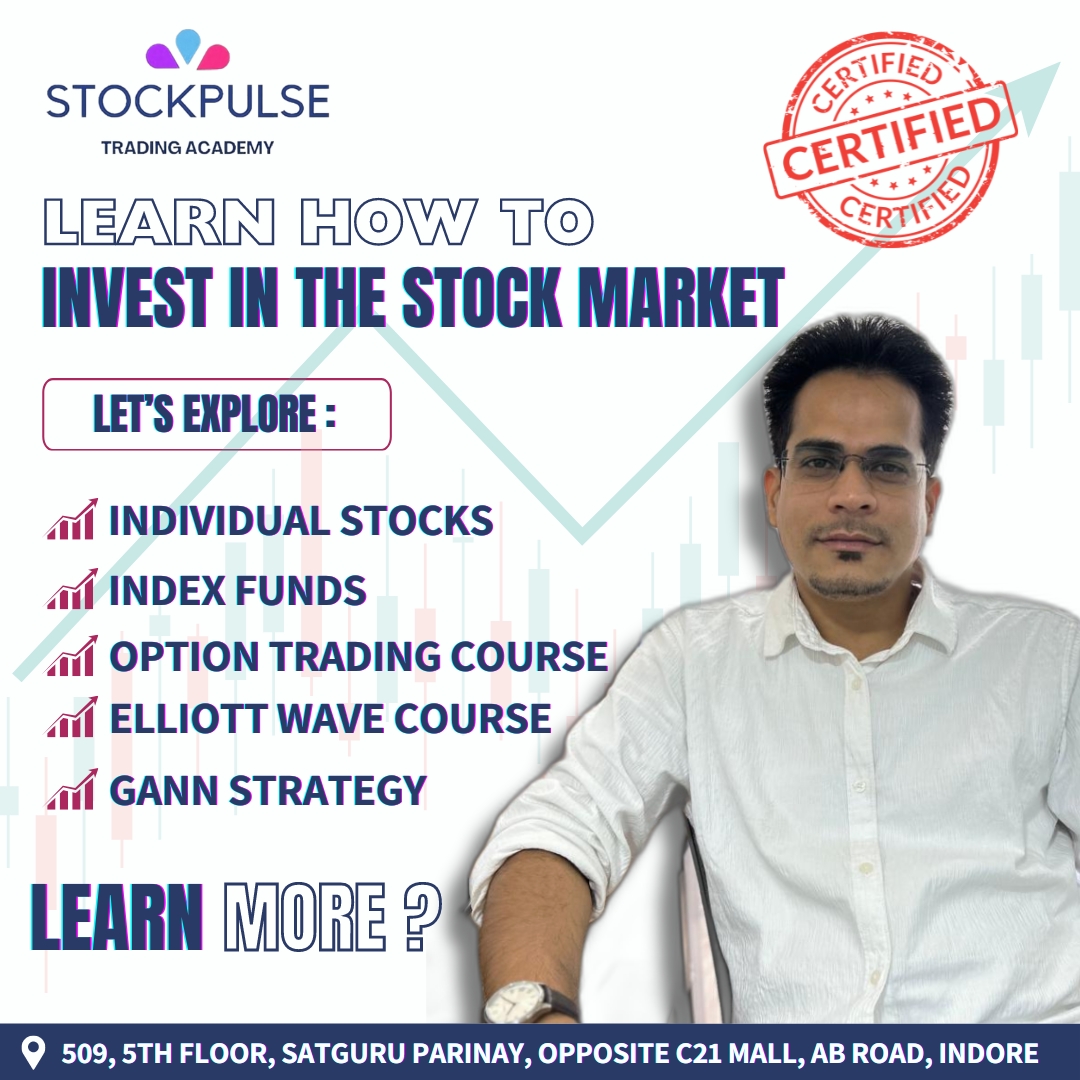 STOCKPULSE
TRADING ACADEMY
CERTIFIED
CERTIFIED
CERTIFIED
LEARN HOW TO
INVEST IN THE STOCK MARKET
LET'S EXPLORE :
INDIVIDUAL STOCKS
INDEX FUNDS
OPTION TRADING COURSE
ELLIOTT WAVE COURSE
GANN STRATEGY
LEARN MORE ?
509, 5TH FLOOR, SATGURU PARINAY, OPPOSITE C21 MALL, AB ROAD, INDORE